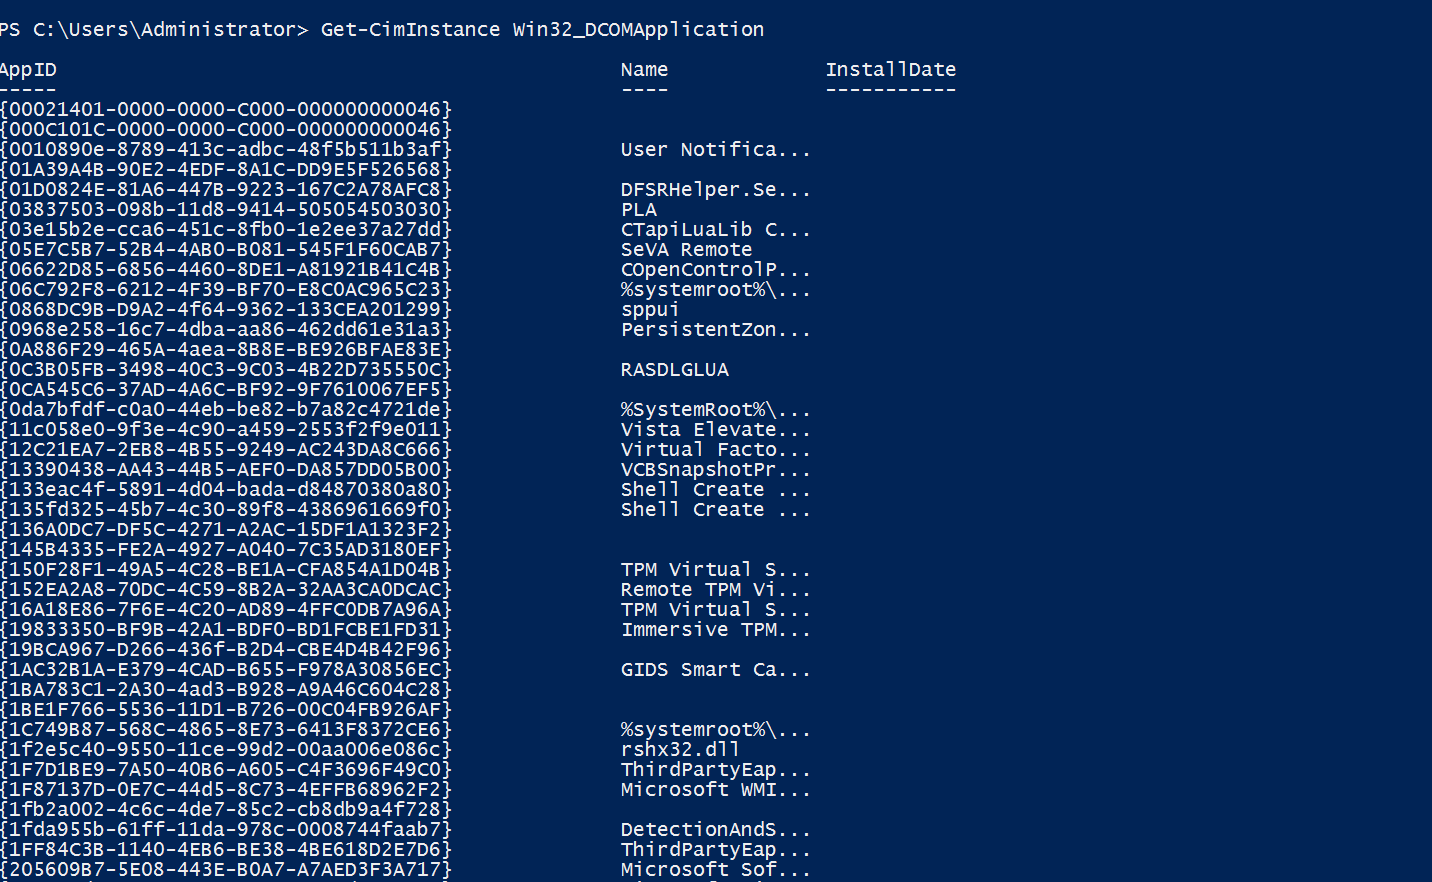 PS C:\Users\Administrator> Get-CimInstance Win32_DCOMApplication
AppID Name InstallDate
----- ---- -----------
{00021401-0000-0000-C000-000000000046}
{000C101C-0000-0000-C000-000000000046}
{0010890e-8789-413c-adbc-48f5b511b3af} User Notifica...
{01A39A4B-90E2-4EDF-8A1C-DD9E5F526568}
{01D0824E-81A6-447B-9223-167C2A78AFC8} DFSRHelper.Se...
{03837503-098b-11d8-9414-505054503030} PLA
{03e15b2e-cca6-451c-8fb0-1e2ee37a27dd} CTapiLuaLib C...
{05E7C5B7-52B4-4AB0-B081-545F1F60CAB7} SeVA Remote
{06622D85-6856-4460-8DE1-A81921B41C4B} COpenControlP...
{06C792F8-6212-4F39-BF70-E8C0AC965C23} %systemroot%\...
{0868DC9B-D9A2-4f64-9362-133CEA201299} sppui
{0968e258-16c7-4dba-aa86-462dd61e31a3} PersistentZon...
{0A886F29-465A-4aea-8B8E-BE926BFAE83E}
{0C3B05FB-3498-40C3-9C03-4B22D735550C} RASDLGLUA
{0CA545C6-37AD-4A6C-BF92-9F7610067EF5}
{0da7bfdf-c0a0-44eb-be82-b7a82c4721de} %SystemRoot%\...
{11c058e0-9f3e-4c90-a459-2553f2f9e011} Vista Elevate...
{12C21EA7-2EB8-4B55-9249-AC243DA8C666} Virtual Facto...
{13390438-AA43-44B5-AEF0-DA857DD05B00} VCBSnapshotPr...
{133eac4f-5891-4d04-bada-d84870380a80} Shell Create ...
{135fd325-45b7-4c30-89f8-4386961669f0} Shell Create ...
{136A0DC7-DF5C-4271-A2AC-15DF1A1323F2}
{145B4335-FE2A-4927-A040-7C35AD3180EF}
{150F28F1-49A5-4C28-BE1A-CFA854A1D04B} TPM Virtual S...
{152EA2A8-70DC-4C59-8B2A-32AA3CA0DCAC} Remote TPM Vi...
{16A18E86-7F6E-4C20-AD89-4FFC0DB7A96A} TPM Virtual S...
{19833350-BF9B-42A1-BDF0-BD1FCBE1FD31} Immersive TPM...
{19BCA967-D266-436f-B2D4-CBE4D4B42F96}
{1AC32B1A-E379-4CAD-B655-F978A30856EC} GIDS Smart Ca...
{1BA783C1-2A30-4ad3-B928-A9A46C604C28}
{1BE1F766-5536-11D1-B726-00C04FB926AF}
{1C749B87-568C-4865-8E73-6413F8372CE6} %systemroot%\...
{1f2e5c40-9550-11ce-99d2-00aa006e086c} rshx32.dll
{1F7D1BE9-7A50-40B6-A605-C4F3696F49C0} ThirdPartyEap...
{1F87137D-0E7C-44d5-8C73-4EFFB68962F2} Microsoft WMI...
{1fb2a002-4c6c-4de7-85c2-cb8db9a4f728}
{1fda955b-61ff-11da-978c-0008744faab7} DetectionAndS...
{1FF84C3B-1140-4EB6-BE38-4BE618D2E7D6} ThirdPartyEap...
{205609B7-5E08-443E-B0A7-A7AED3F3A717} Microsoft Sof...